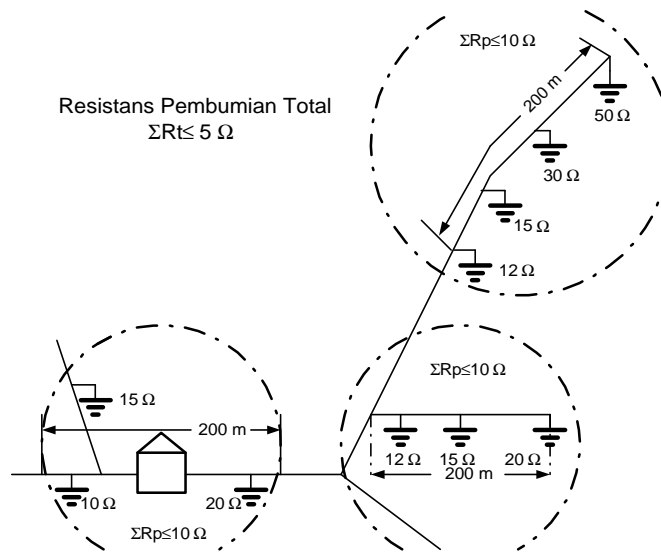 ΣRp≤10 Ω
Resistans Pembumian Total
ΣRt≤ 5 Ω
200 m
50 Ω
30 Ω
15 Ω
12 Ω
ΣRp≤10 Ω
15 Ω
200 m
12 Ω
15 Ω
20 Ω
200 m
10 Ω
20 Ω
ΣRp≤10 Ω